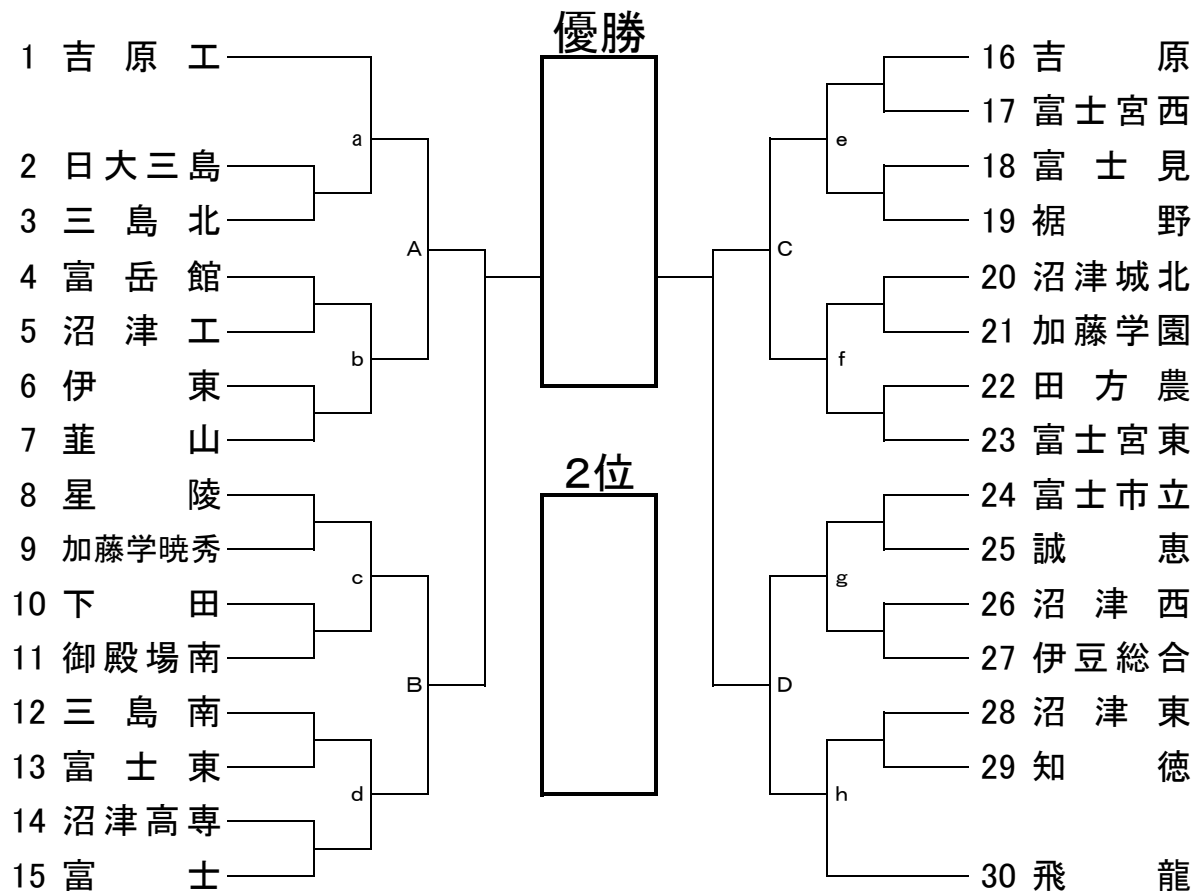 優勝
1 吉原工
2 日大三島
3 三島北
4 富岳館
5 沼津工
6 伊東
7 韮山
8 星陵
9 加藤学暁秀
10 下田
11 御殿場南
12 三島南
13 富士東
14 沼津高専
15 富士
a
b
c
d
A
B
2位
C
D
e
f
g
h
16 吉原
17 富士宮西
18 富士見
19 裾野
20 沼津城北
21 加藤学園
22 田方農
23 富士宮東
24 富士市立
25 誠恵
26 沼津西
27 伊豆総合
28 沼津東
29 知徳
30 飛龍